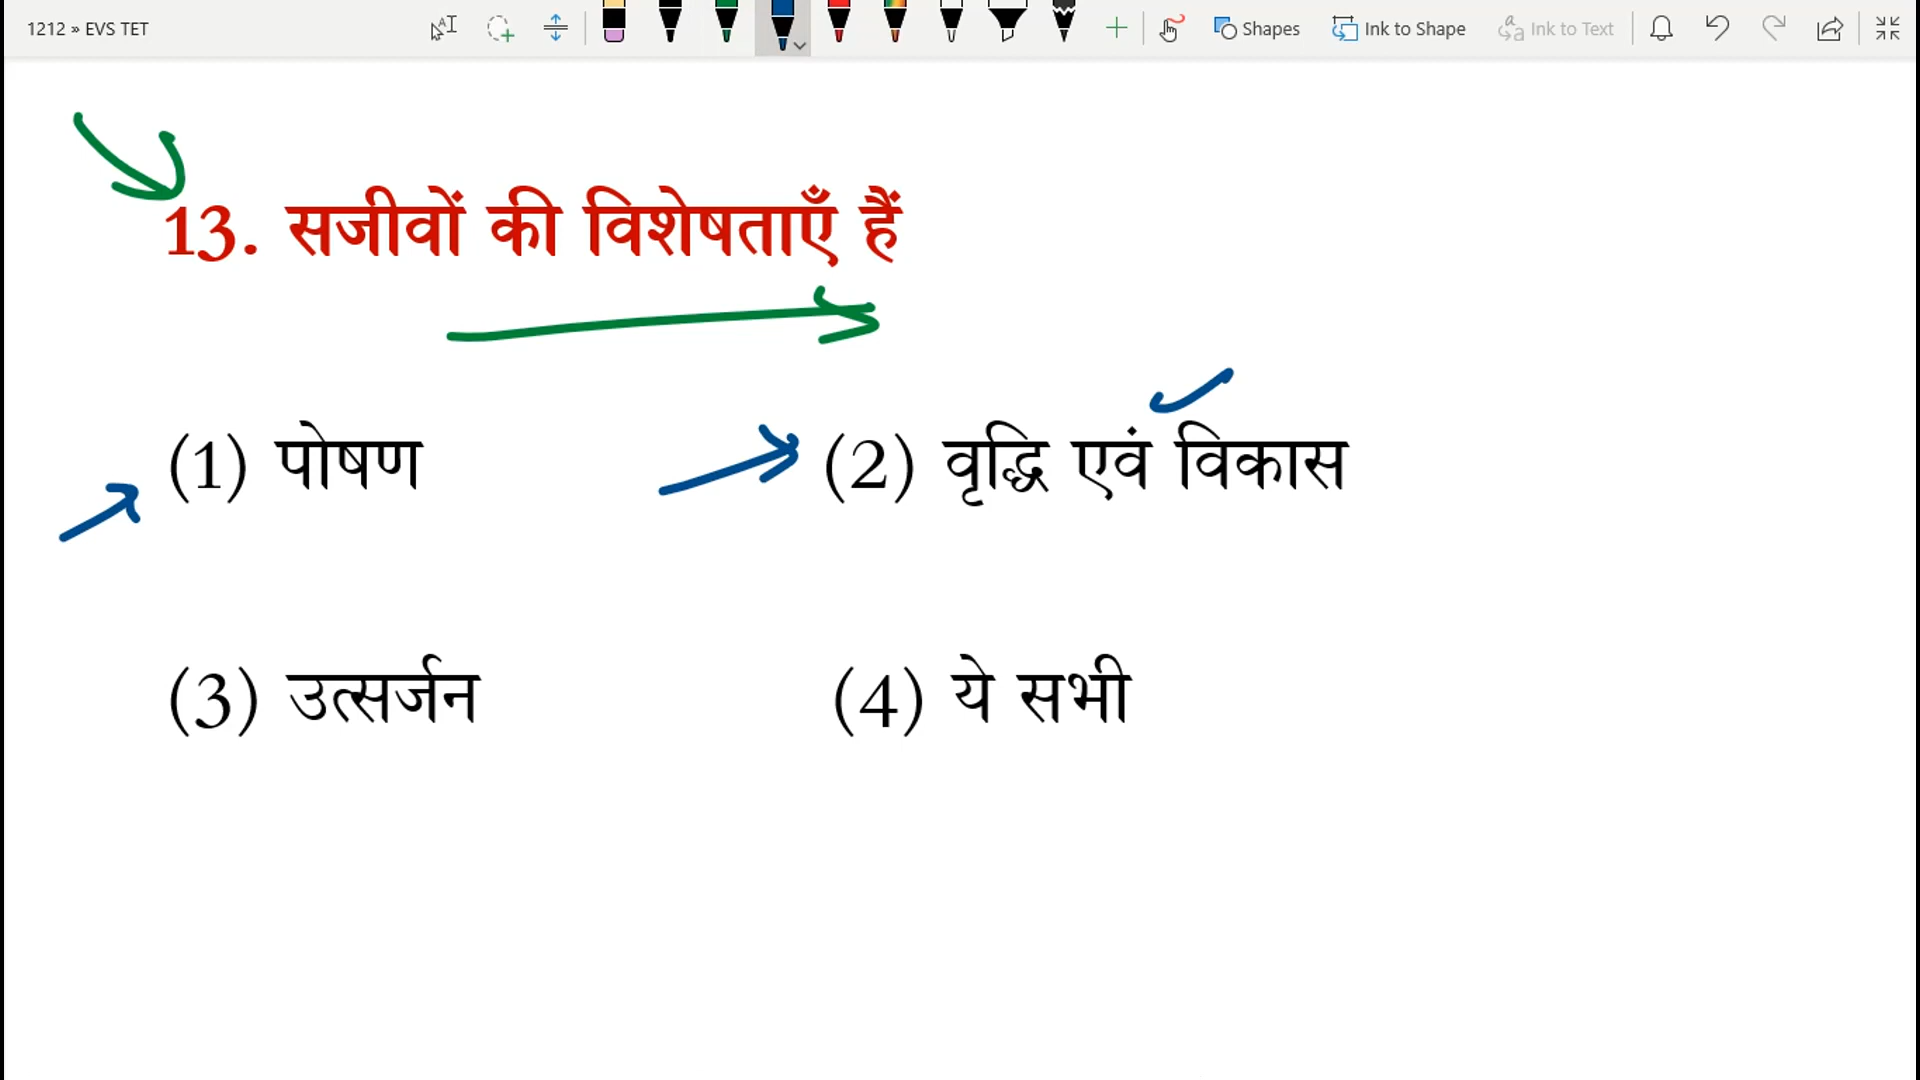 1212 » EVS TET Shapes Ink to Shape Ink to Text
13. सजीवों की विशेषताएँ हैं
(1) पोषण (2) वृद्धि एवं विकास
(3) उत्सर्जन (4) ये सभी